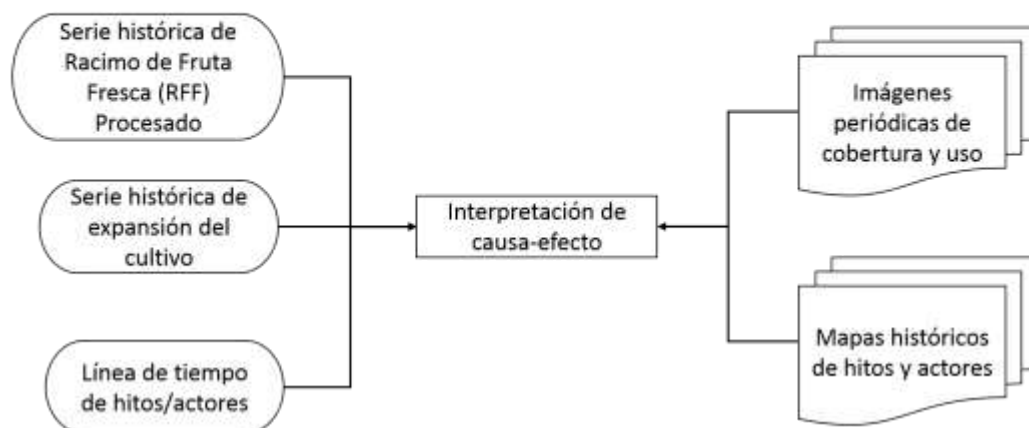 Serie histórica de
Racimo de Fruta
Fresca (RFF)
Procesado
Serie histórica de
expansión del
cultivo
Línea de tiempo
de hitos/actores
Interpretación de
causa-efecto
Imágenes
periódicas de
cobertura y uso
Mapas históricos
de hitos y actores